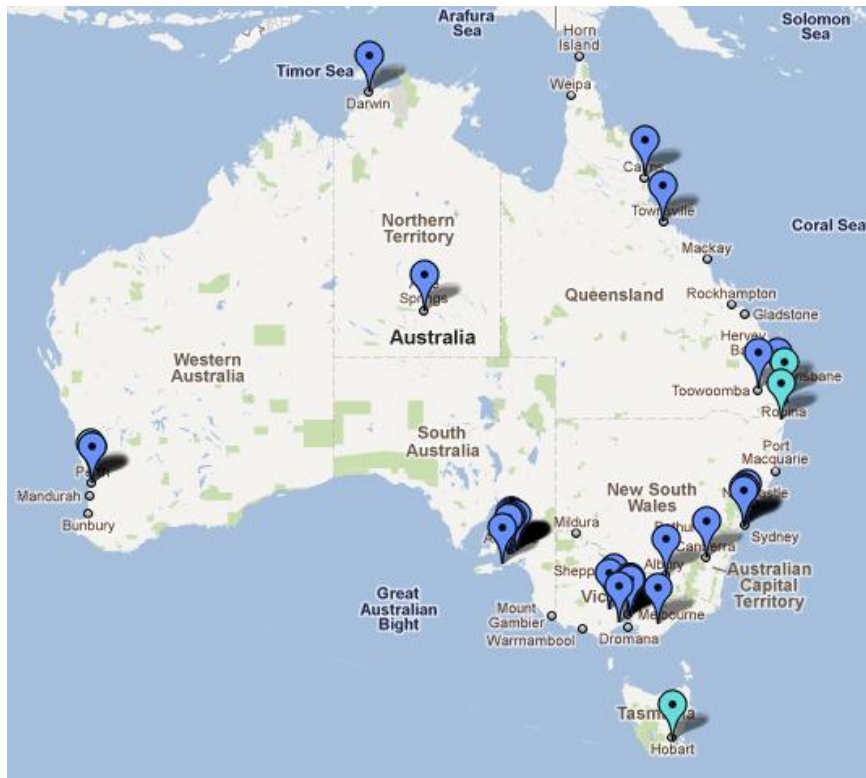 Arafura
Sea
Solomon
Sea
Horn
Island
Timor Sea
Weipa
Darwin
Townsville
Northern
Territory
Coral Sea
Mackay
Springs
Queensland
Rockhampton
Gladstone
Australia
Hervey
Western
Australia
Toowoomba
Robina
South
Australia
Port
Macquarie
Mandurah
Bunbury
New South
Wales
Mildura
Sydney
Canberra
Albury
Australian
Capital
Territory
Great
Australian
Bight
Mount
Gambier
Melbourne
Warrnambool
Dromana
Hobart